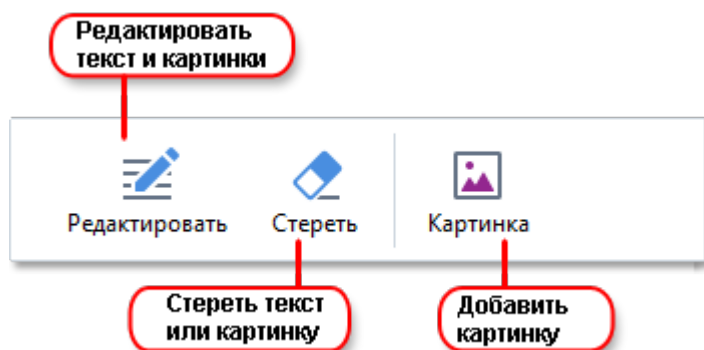 Редактировать
текст и картинки
Редактировать
Стереть
Картинка
Стереть текст
или картинку
Добавить
картинку